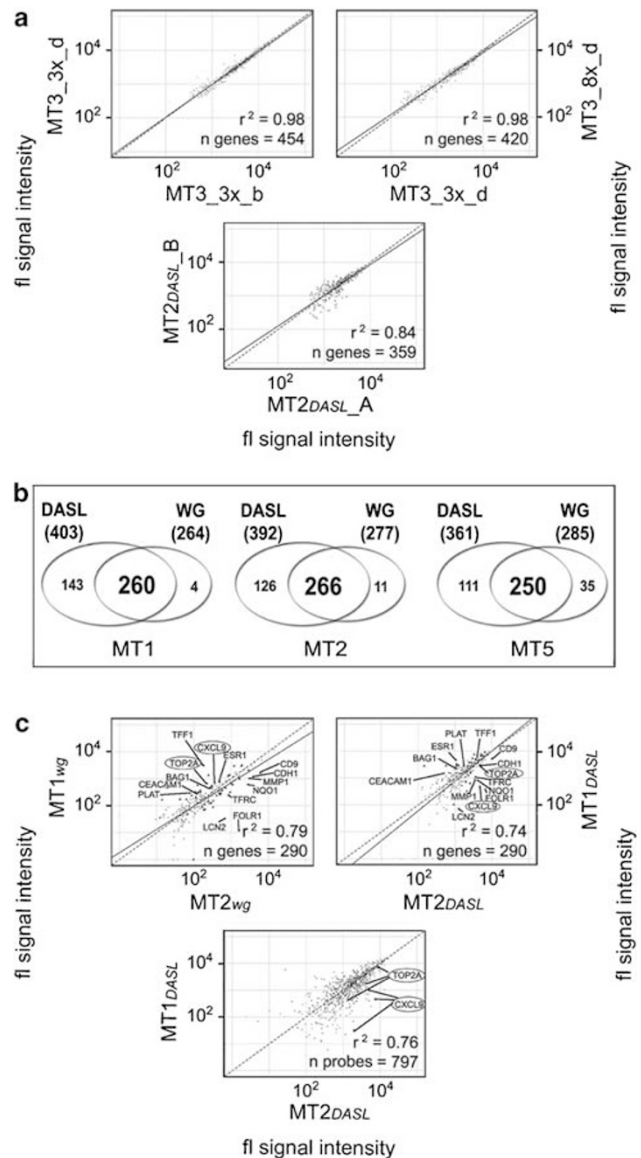 a
MT3_3x_d
10⁴
10²
r² = 0.98
n genes = 454
10² 10⁴
MT3_3x_b
r² = 0.98
n genes = 420
10² 10⁴
MT3_3x_d
10⁴
10²
MT3_8x_d
fl signal intensity
fl signal intensity
MT2DASL_B
10⁴
10²
r² = 0.84
n genes = 359
10² 10⁴
MT2DASL_A
fl signal intensity
b
DASL WG DASL WG DASL WG
(403) (264) (392) (277) (361) (285)
143 260 4 126 266 11 111 250 35
MT1 MT2 MT5
c
MT1wg
10⁴
10²
TFF1
CXCL9
TOP2A
ESR1
BAG1
CEACAM1
PLAT
CD9
CDH1
MMP1
NQO1
TFRC
LCN2
FOLR1
r² = 0.79
n genes = 290
10² 10⁴
MT2wg
PLAT
TFF1
ESR1
BAG1
CD9
CDH1
CEACAM1
TOP2A
TFRC
MMP1
NQO1
FOLR1
CXCL9
LCN2
r² = 0.74
n genes = 290
10² 10⁴
MT2DASL
10⁴
10²
MT1DASL
fl signal intensity
fl signal intensity
MT1DASL
10⁴
10²
TOP2A
CXCL9
r² = 0.76
n probes = 797
10² 10⁴
MT2DASL
fl signal intensity